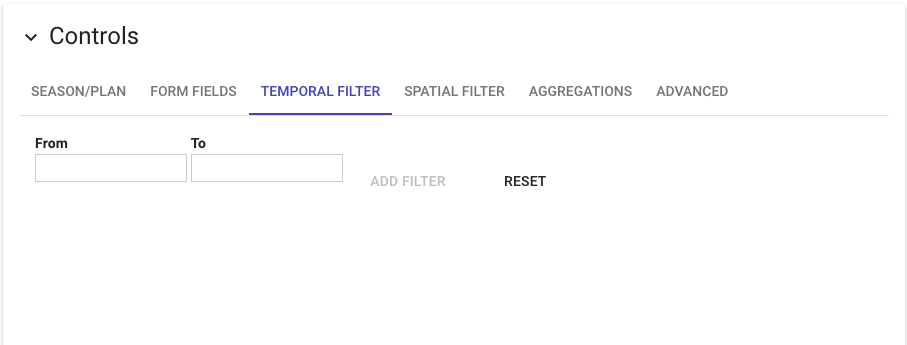 Controls
SEASON/PLAN FORM FIELDS TEMPORAL FILTER SPATIAL FILTER AGGREGATIONS ADVANCED
From To
ADD FILTER RESET